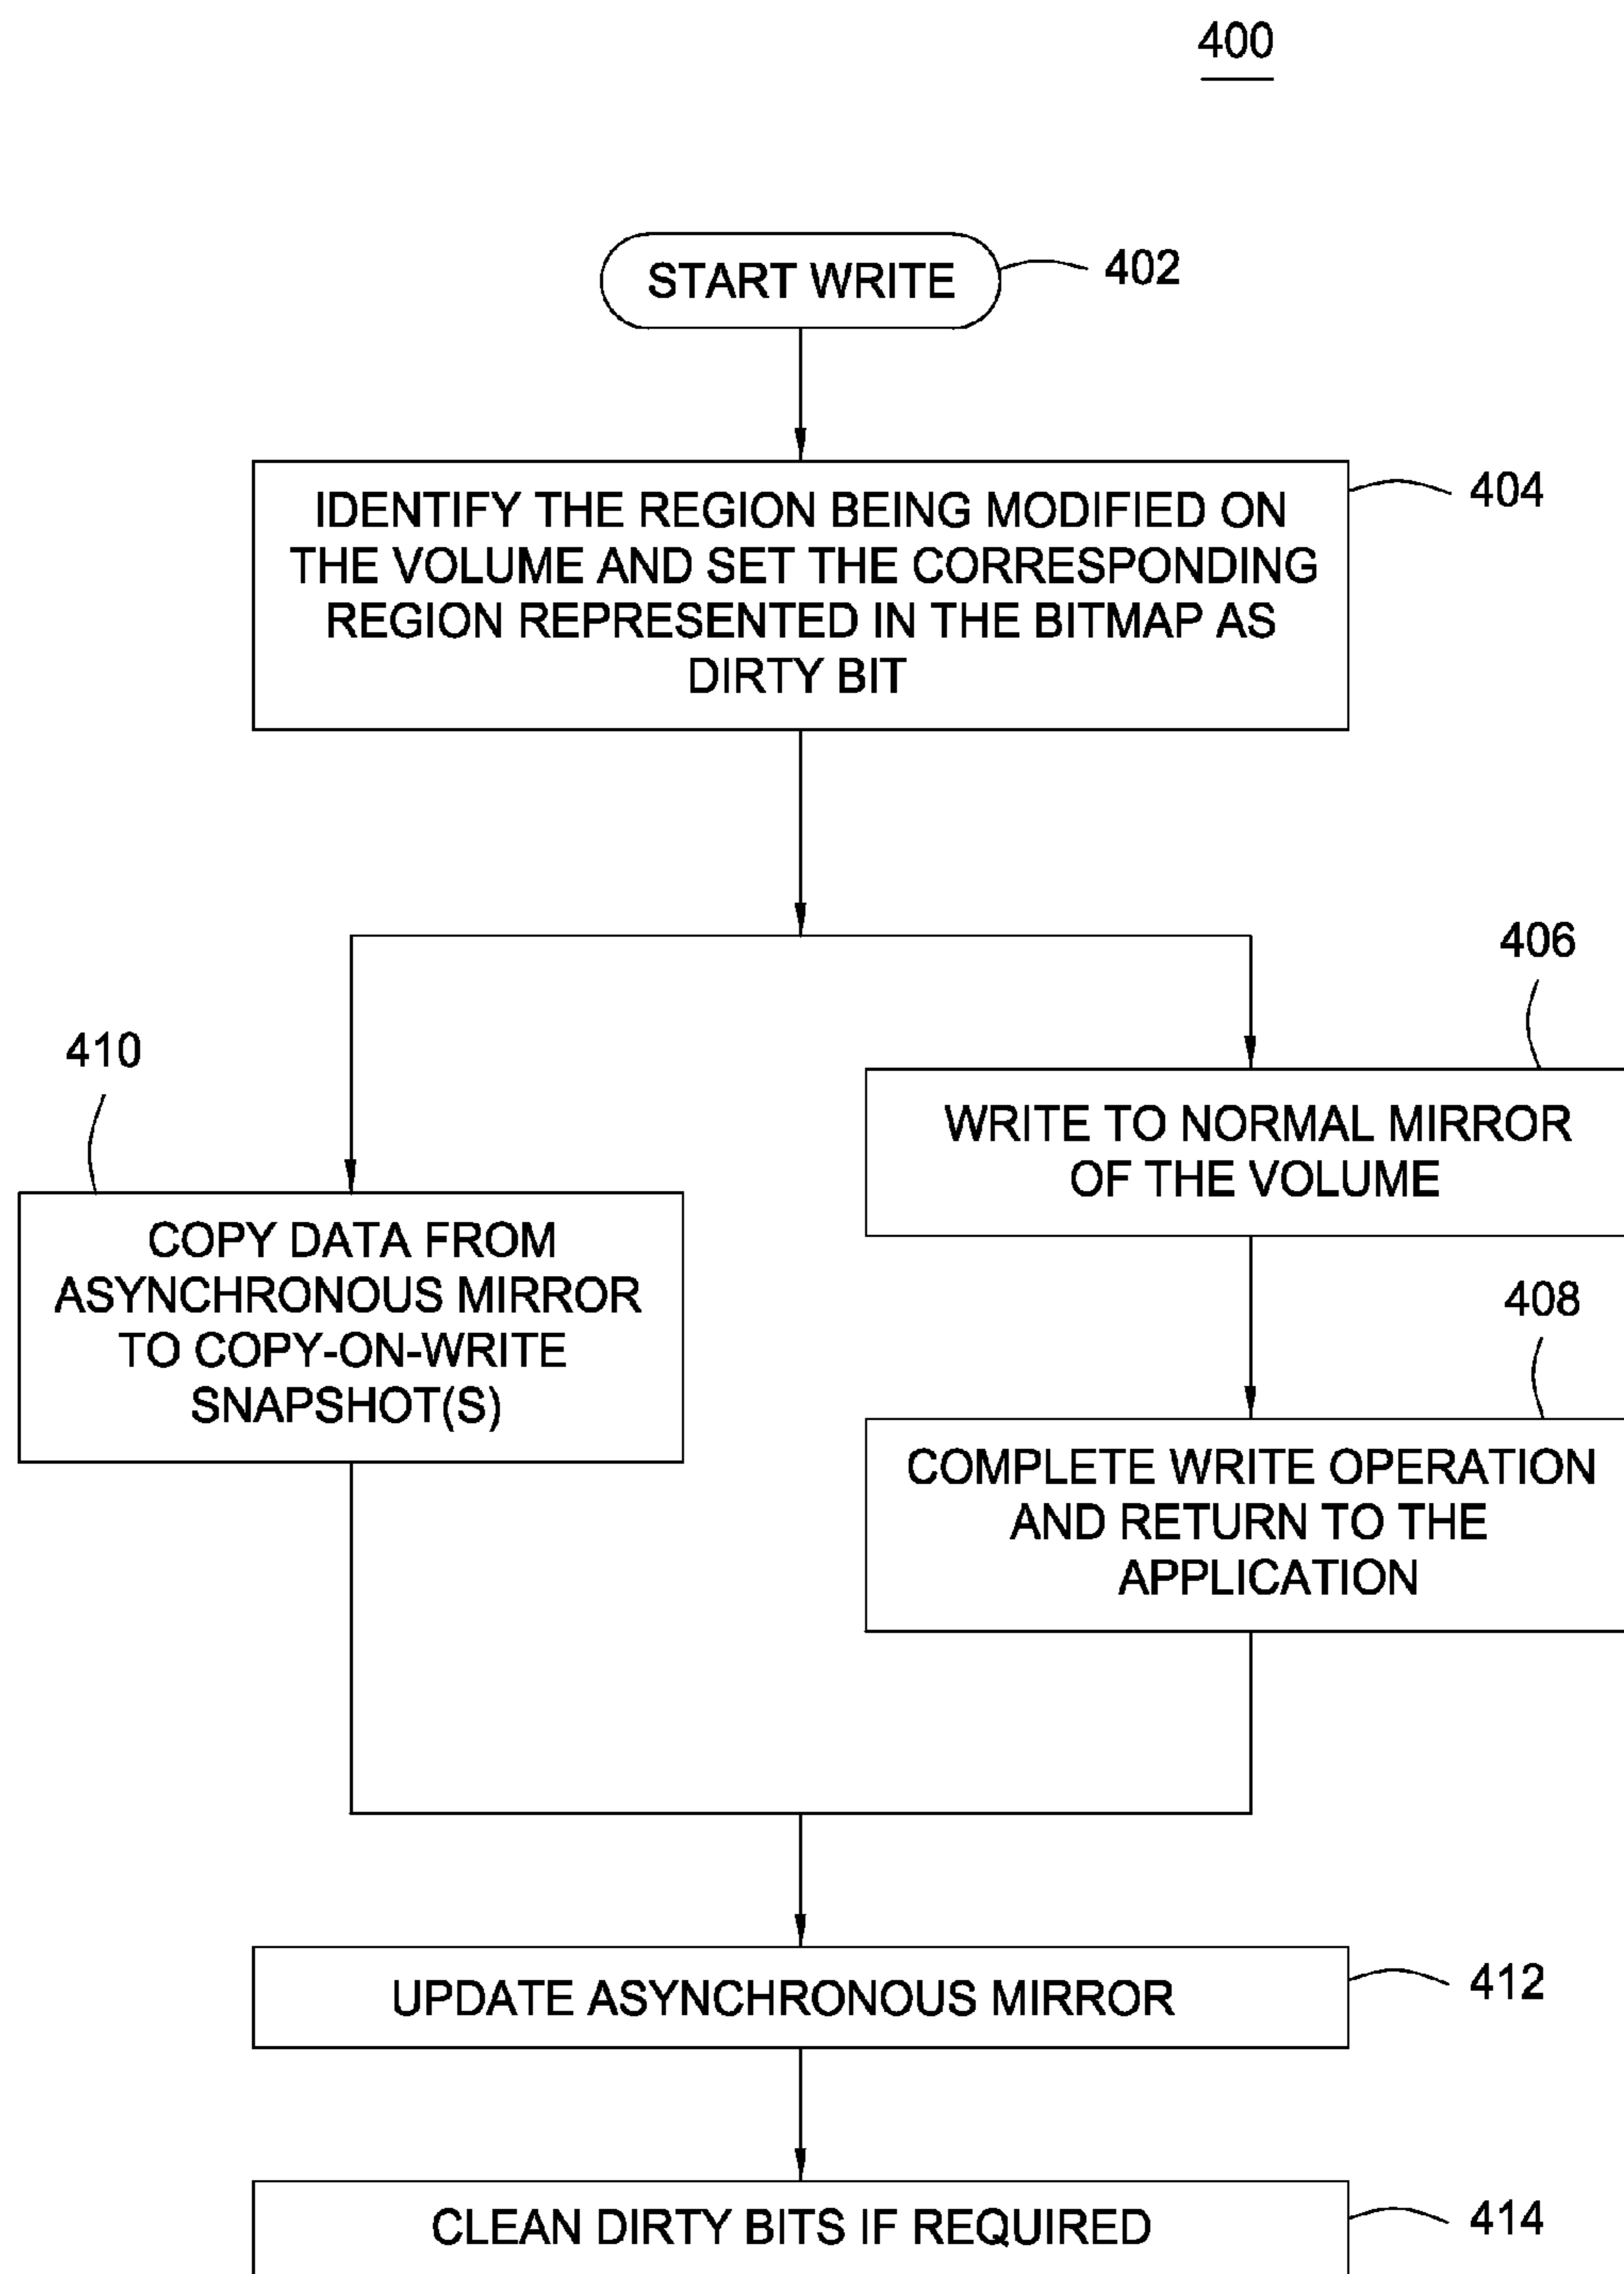 400
START WRITE
402
IDENTIFY THE REGION BEING MODIFIED ON
THE VOLUME AND SET THE CORRESPONDING
REGION REPRESENTED IN THE BITMAP AS
DIRTY BIT
404
406
WRITE TO NORMAL MIRROR
OF THE VOLUME
410
COPY DATA FROM
ASYNCHRONOUS MIRROR
TO COPY-ON-WRITE
SNAPSHOT(S)
408
COMPLETE WRITE OPERATION
AND RETURN TO THE
APPLICATION
UPDATE ASYNCHRONOUS MIRROR
412
CLEAN DIRTY BITS IF REQUIRED
414